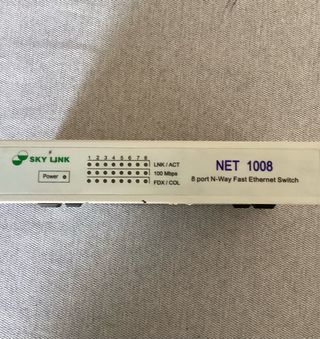 SKY LINK
Power
1 2 3 4 5 6 7 8
LNK / ACT
100 Mbps
FDX / COL
NET 1008
8 port N-Way Fast Ethernet Switch